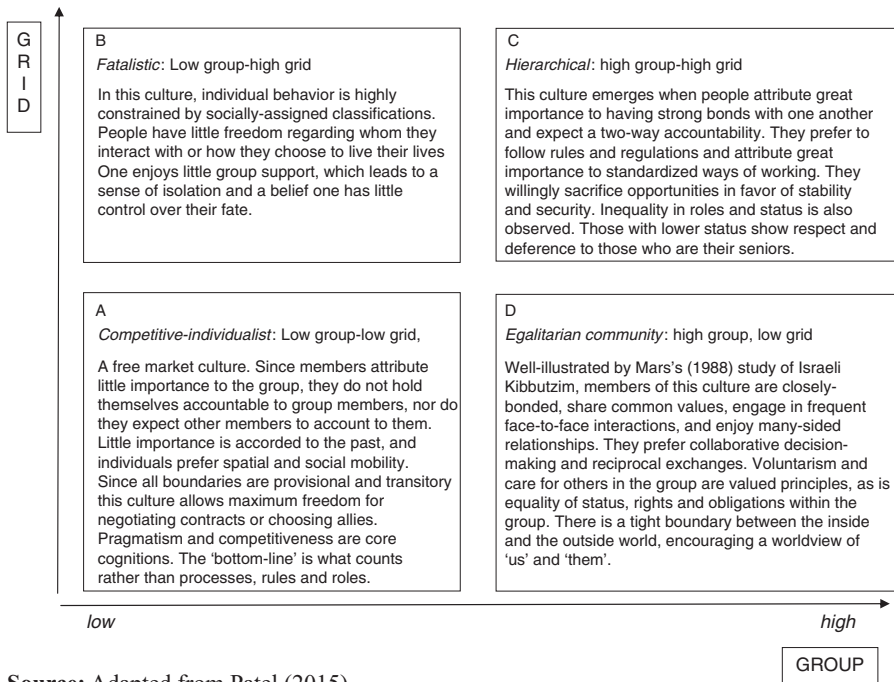 G
R
I
D
B
Fatalistic: Low group-high grid
In this culture, individual behavior is highly
constrained by socially-assigned classifications.
People have little freedom regarding whom they
interact with or how they choose to live their lives
One enjoys little group support, which leads to a
sense of isolation and a belief one has little
control over their fate.
C
Hierarchical: high group-high grid
This culture emerges when people attribute great
importance to having strong bonds with one another
and expect a two-way accountability. They prefer to
follow rules and regulations and attribute great
importance to standardized ways of working. They
willingly sacrifice opportunities in favor of stability
and security. Inequality in roles and status is also
observed. Those with lower status show respect and
deference to those who are their seniors.
A
Competitive-individualist: Low group-low grid,
A free market culture. Since members attribute
little importance to the group, they do not hold
themselves accountable to group members, nor do
they expect other members to account to them.
Little importance is accorded to the past, and
individuals prefer spatial and social mobility.
Since all boundaries are provisional and transitory
this culture allows maximum freedom for
negotiating contracts or choosing allies.
Pragmatism and competitiveness are core
cognitions. The ‘bottom-line’ is what counts
rather than processes, rules and roles.
D
Egalitarian community: high group, low grid
Well-illustrated by Mars’s (1988) study of Israeli
Kibbutzim, members of this culture are closely-
bonded, share common values, engage in frequent
face-to-face interactions, and enjoy many-sided
relationships. They prefer collaborative decision-
making and reciprocal exchanges. Voluntarism and
care for others in the group are valued principles, as is
equality of status, rights and obligations within the
group. There is a tight boundary between the inside
and the outside world, encouraging a worldview of
‘us’ and ‘them’.
low
high
GROUP
Source: Adapted from Patel (2015)